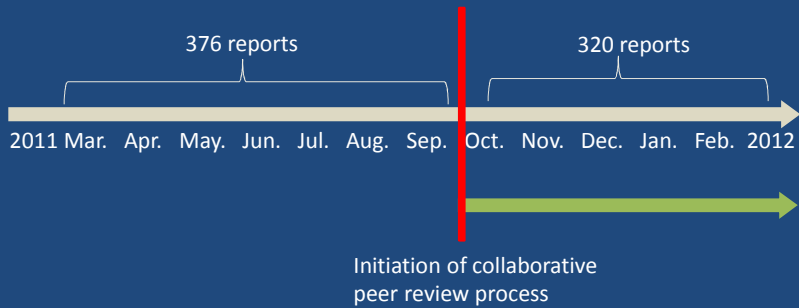 376 reports
320 reports
2011 Mar. Apr. May. Jun. Jul. Aug. Sep. Oct. Nov. Dec. Jan. Feb. 2012
Initiation of collaborative
peer review process